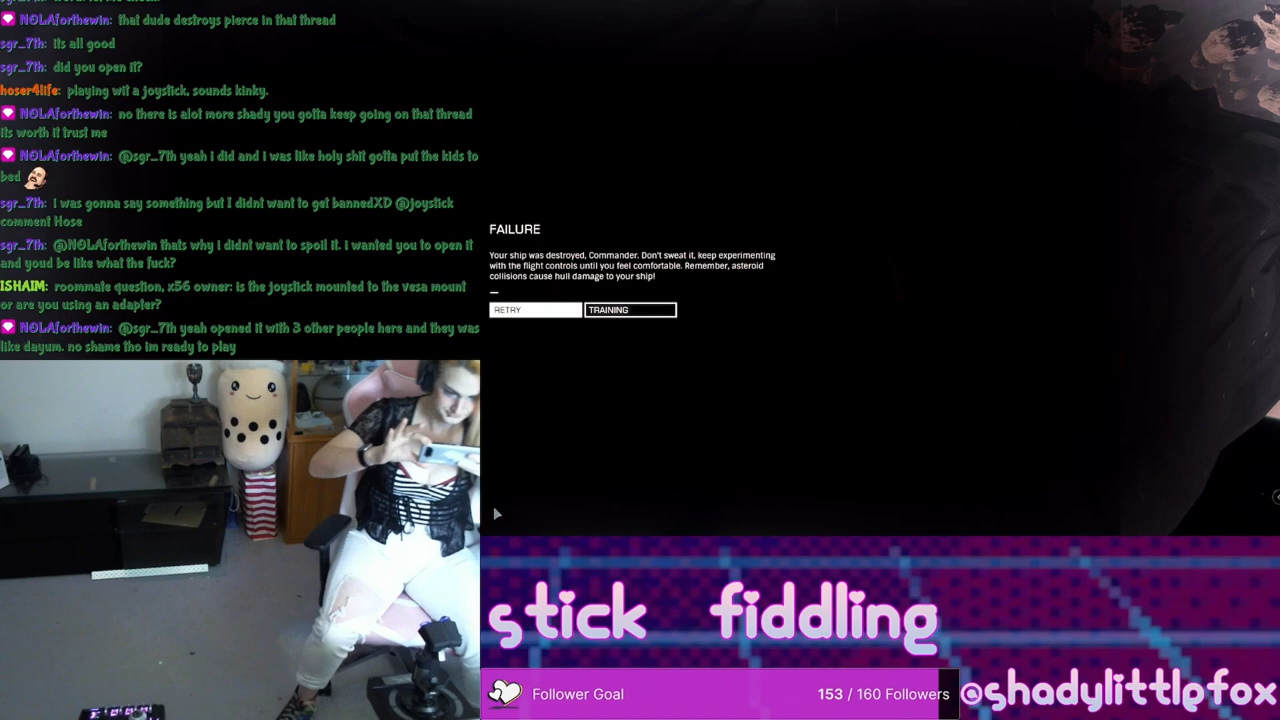 NOLAforthewin: that dude destroys pierce in that thread
sgr_7th: its all good
sgr_7th: did you open it?
hoser4life: playing wit a joystick, sounds kinky.
NOLAforthewin: no there is alot more shady you gotta keep going on that thread
its worth it trust me
NOLAforthewin: @sgr_7th yeah i did and i was like holy shit gotta put the kids to
bed
sgr_7th: I was gonna say something but I didnt want to get bannedXD @joystick
comment Hose
sgr_7th: @NOLAforthewin thats why i didnt want to spoil it. i wanted you to open it
and youd be like what the fuck?
ISHAIM: roommate question, x56 owner: is the joystick mounted to the vesa mount
or are you using an adapter?
NOLAforthewin: @sgr_7th yeah opened it with 3 other people here and they was
like dayum. no shame tho im ready to play
FAILURE
Your ship was destroyed, Commander. Don't sweat it, keep experimenting
with the flight controls until you feel comfortable. Remember, asteroid
collisions cause hull damage to your ship!
RETRY TRAINING
stick fiddling
Follower Goal 153 / 160 Followers
@shadylittlefox